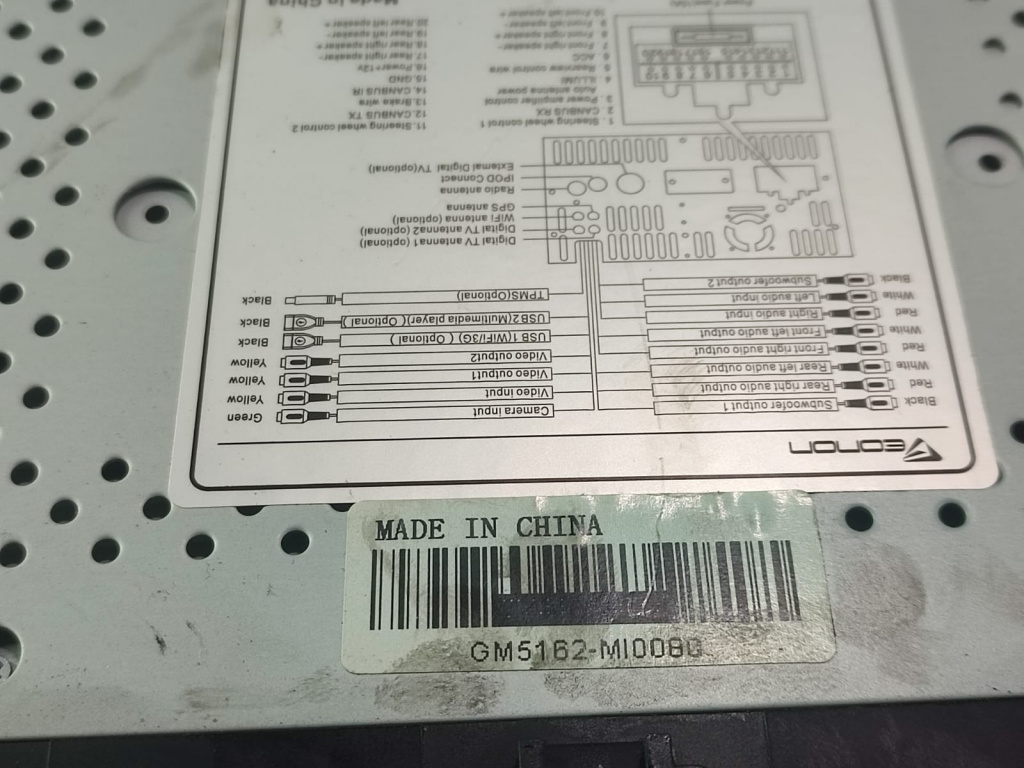 EONON
Black Subwoofer output 1
Red Rear right audio output
White Rear left audio output
Red Front right audio output
White Front left audio output
Red Right audio input
White Left audio input
Black Subwoofer output 2
Camera input Green
Video input Yellow
Video output1 Yellow
Video output2 Yellow
USB 1(WIFI/3G) ( Optional ) Black
USB2(Multimedia player)( Optional ) Black
TPMS(Optional) Black
Digital TV antenna1 (optional)
Digital TV antenna2 (optional)
WiFi antenna (optional)
GPS antenna
Radio antenna
IPOD Connect
External Digital TV(optional)
1. Steering wheel control 1
2. CANBUS RX
3. Power amplifier control
Auto antenna power
4. ILLUMI
5. Rearview control wire
6. ACC
7. Front right speaker-
8. Front right speaker+
9. Front left speaker-
10. Front left speaker+
11.Steering wheel control 2
12.CANBUS TX
13. Brake wire
14. CANBUS IR
15. GND
16. Power+12v
17. Rear right speaker-
18. Rear right speaker+
19.Rear left speaker-
20.Rear left speaker+
Made in China
MADE IN CHINA
GM5162-MI0080